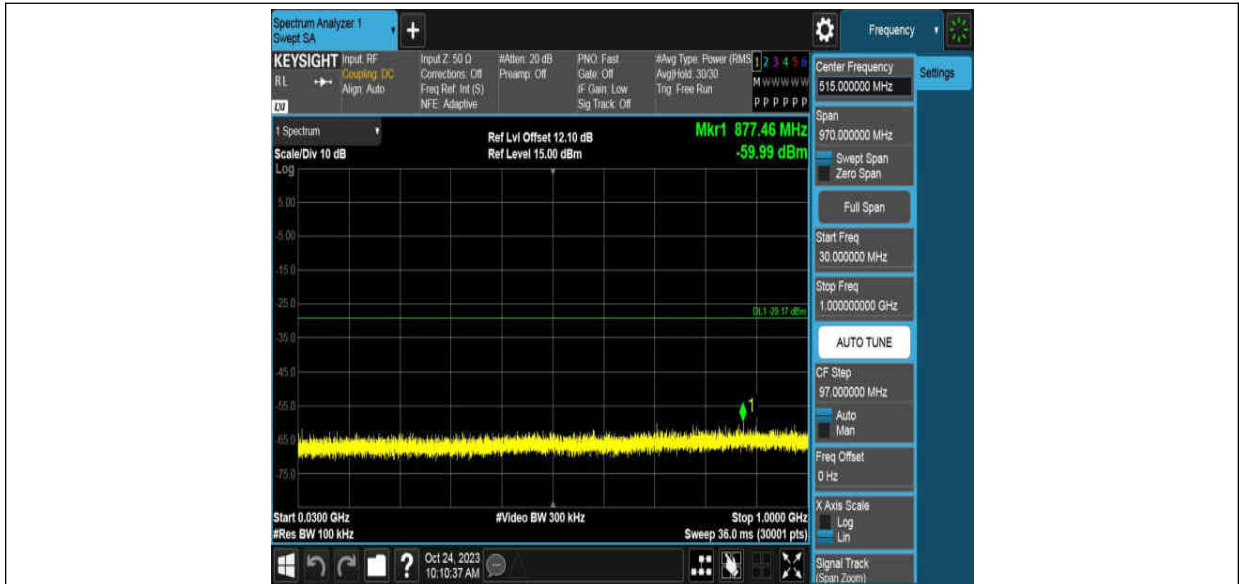 Spectrum Analyzer 1
Swept SA
+
Frequency
KEYSIGHT
RL
LXI
Input: RF
Coupling: DC
Align: Auto
Input Z: 50 Ω
Corrections: Off
Freq Ref: Int (S)
NFE: Adaptive
#Atten: 20 dB
Preamp: Off
PNO: Fast
Gate: Off
IF Gain: Low
Sig Track: Off
#Avg Type: Power (RMS
Avg|Hold: 30/30
Trig: Free Run
1 2 3 4 5 6
M W W W W W
P P P P P P
Center Frequency
515.000000 MHz
Settings
Span
970.000000 MHz
Swept Span
Zero Span
Full Span
Start Freq
30.000000 MHz
Stop Freq
1.000000000 GHz
AUTO TUNE
CF Step
97.000000 MHz
Auto
Man
Freq Offset
0 Hz
X Axis Scale
Log
Lin
Signal Track
(Span Zoom)
1 Spectrum
Scale/Div 10 dB
Ref Lvl Offset 12.10 dB
Ref Level 15.00 dBm
Mkr1 877.46 MHz
-59.99 dBm
Log
5.00
-5.00
-15.0
-25.0
DL1 -29.17 dBm
-35.0
-45.0
-55.0
1
-65.0
-75.0
Start 0.0300 GHz
#Video BW 300 kHz
Stop 1.0000 GHz
#Res BW 100 kHz
Sweep 36.0 ms (30001 pts)
?
Oct 24, 2023
10:10:37 AM